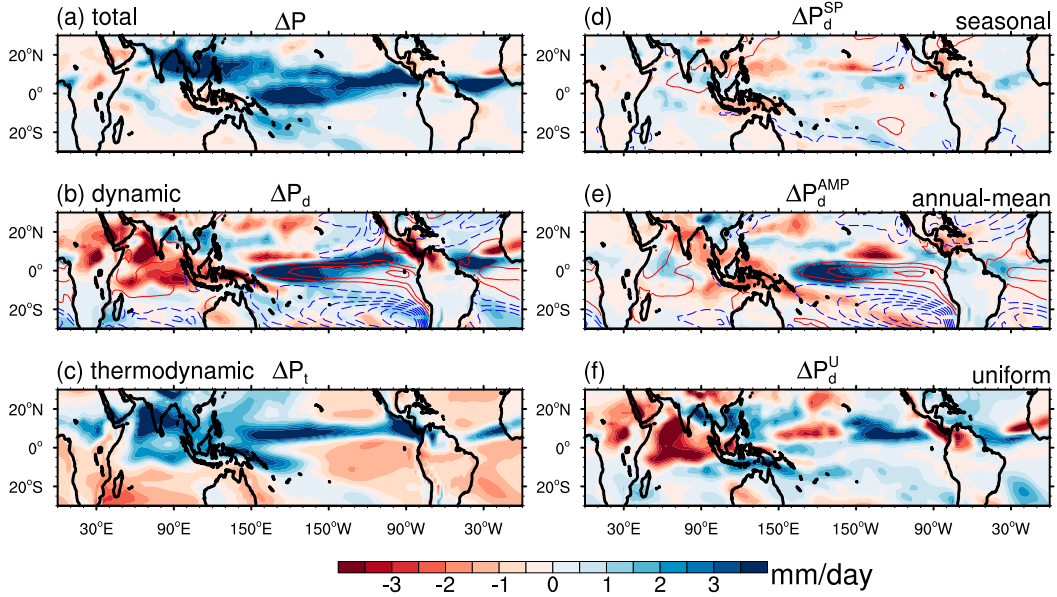 (a) total ΔP
20°N
0°
20°S
(d) ΔP_d^SP seasonal
20°N
0°
20°S
(b) dynamic ΔP_d
20°N
0°
20°S
(e) ΔP_d^AMP annual-mean
20°N
0°
20°S
(c) thermodynamic ΔP_t
20°N
0°
20°S
30°E 90°E 150°E 150°W 90°W 30°W
(f) ΔP_d^U uniform
20°N
0°
20°S
30°E 90°E 150°E 150°W 90°W 30°W
-3 -2 -1 0 1 2 3 mm/day